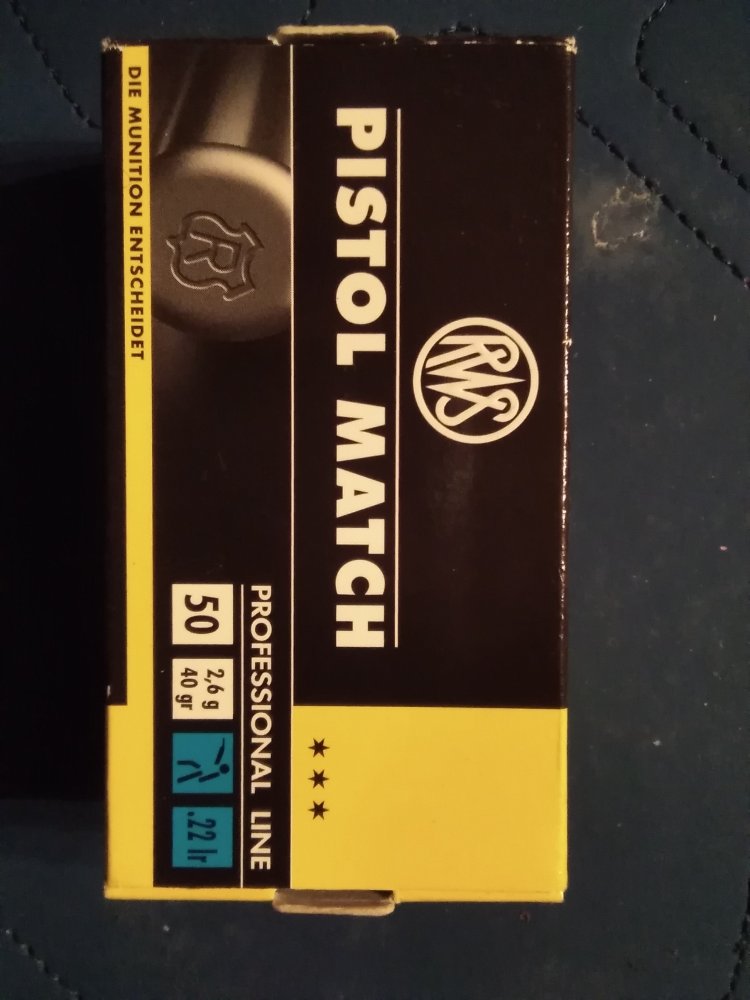 RWS
PISTOL MATCH
★★★
PROFESSIONAL LINE
50
2,6 g
40 gr
.22 lr
R
DIE MUNITION ENTSCHEIDET